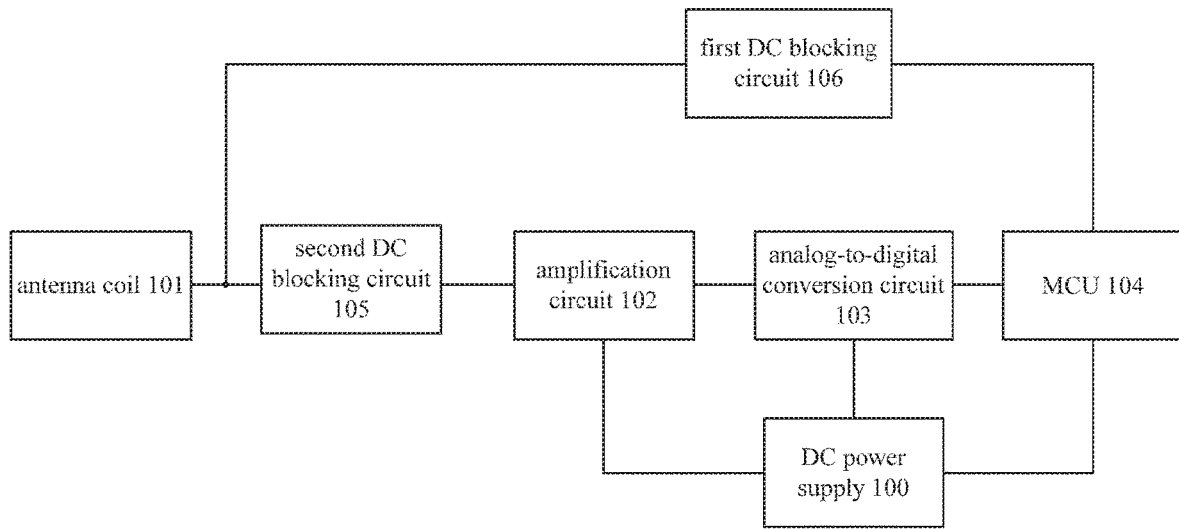 first DC blocking
circuit 106
antenna coil 101
second DC
blocking circuit
105
amplification
circuit 102
analog-to-digital
conversion circuit
103
MCU 104
DC power
supply 100